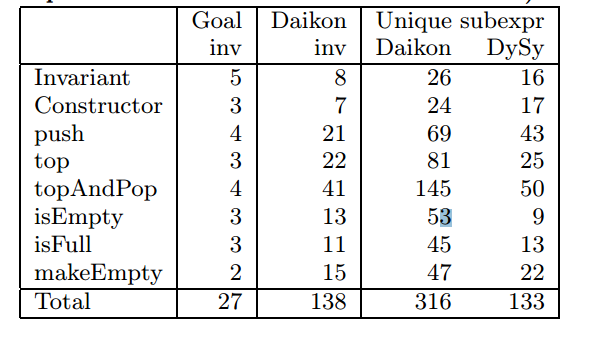 Goal Daikon Unique subexpr
inv inv Daikon DySy
Invariant 5 8 26 16
Constructor 3 7 24 17
push 4 21 69 43
top 3 22 81 25
topAndPop 4 41 145 50
isEmpty 3 13 53 9
isFull 3 11 45 13
makeEmpty 2 15 47 22
Total 27 138 316 133